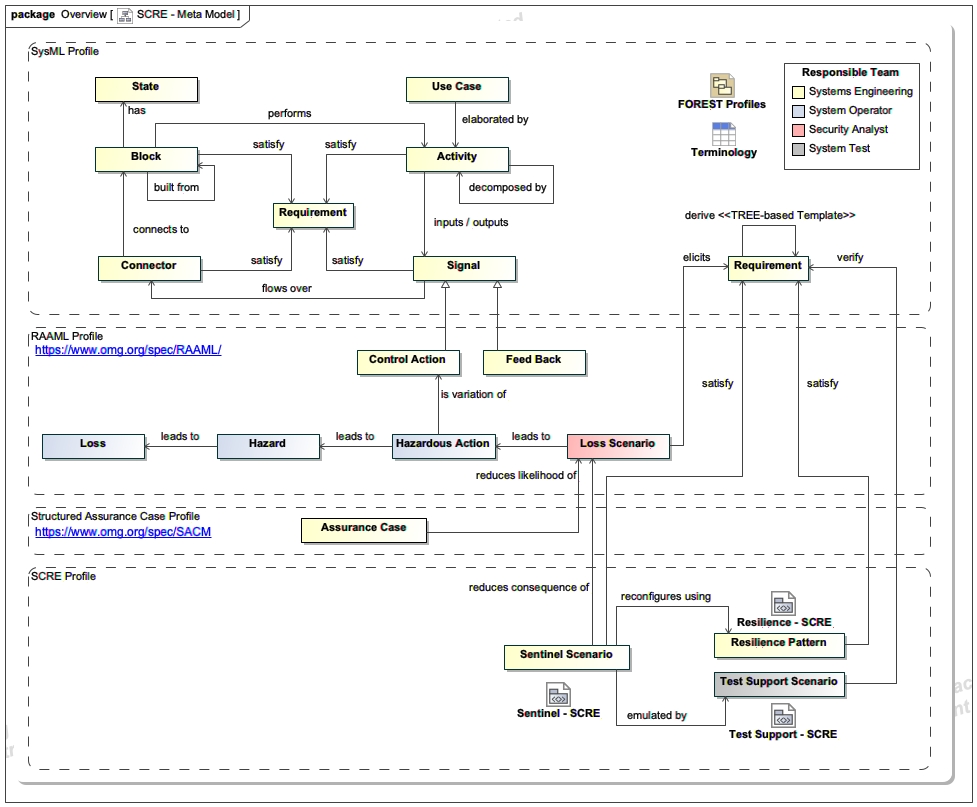 package Overview [ SCRE - Meta Model ]
SysML Profile
State
Use Case
Responsible Team
Systems Engineering
System Operator
Security Analyst
System Test
FOREST Profiles
Terminology
has
performs
elaborated by
Block
satisfy
satisfy
Activity
built from
decomposed by
Requirement
derive <<TREE-based Template>>
connects to
inputs / outputs
Connector
satisfy
satisfy
Signal
elicits
Requirement
verify
flows over
RAAML Profile
https://www.omg.org/spec/RAAML/
Control Action
Feed Back
satisfy
satisfy
is variation of
Loss
leads to
Hazard
leads to
Hazardous Action
leads to
Loss Scenario
reduces likelihood of
Structured Assurance Case Profile
https://www.omg.org/spec/SACM
Assurance Case
SCRE Profile
reduces consequence of
reconfigures using
Resilience - SCRE
Resilience Pattern
Sentinel Scenario
Test Support Scenario
Sentinel - SCRE
emulated by
Test Support - SCRE